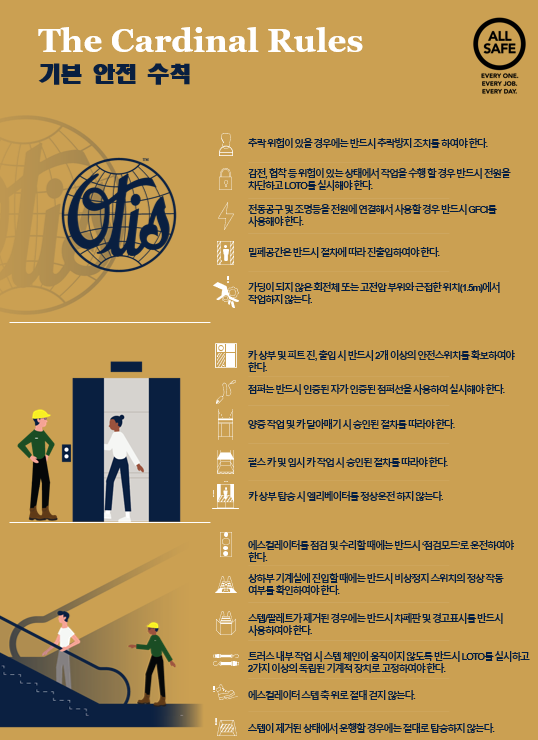 The Cardinal Rules
기본 안전 수칙
ALL
SAFE
EVERY ONE.
EVERY JOB.
EVERY DAY.
Otis
추락 위험이 있을 경우에는 반드시 추락방지 조치를 하여야 한다.
감전, 협착 등 위험이 있는 상태에서 작업을 수행 할 경우 반드시 전원을
차단하고 LOTO를 실시해야 한다.
전동공구 및 조명등을 전원에 연결해서 사용할 경우 반드시 GFCI를
사용해야 한다.
밀폐공간은 반드시 절차에 따라 진출입하여야 한다.
가딩이 되지 않은 회전체 또는 고전압 부위와 근접한 위치(1.5m)에서
작업하지 않는다.
카 상부 및 피트 진, 출입 시 반드시 2개 이상의 안전스위치를 확보하여야
한다.
점퍼는 반드시 인증된 자가 인증된 점퍼선을 사용하여 실시해야 한다.
양중 작업 및 카 달아매기 시 승인된 절차를 따라야 한다.
펄스 카 및 임시 카 작업 시 승인된 절차를 따라야 한다.
카 상부 탑승 시 엘리베이터를 정상운전 하지 않는다.
에스컬레이터를 점검 및 수리할 때에는 반드시 '점검모드'로 운전하여야
한다.
상하부 기계실에 진입할 때에는 반드시 비상정지 스위치의 정상 작동
여부를 확인하여야 한다.
스텝/팔레트가 제거된 경우에는 반드시 차폐판 및 경고표시를 반드시
사용하여야 한다.
트러스 내부 작업 시 스텝 체인이 움직이지 않도록 반드시 LOTO를 실시하고
2가지 이상의 독립된 기계적 장치로 고정하여야 한다.
에스컬레이터 스텝 축 위로 절대 걷지 않는다.
스텝이 제거된 상태에서 운행할 경우에는 절대로 탑승하지 않는다.